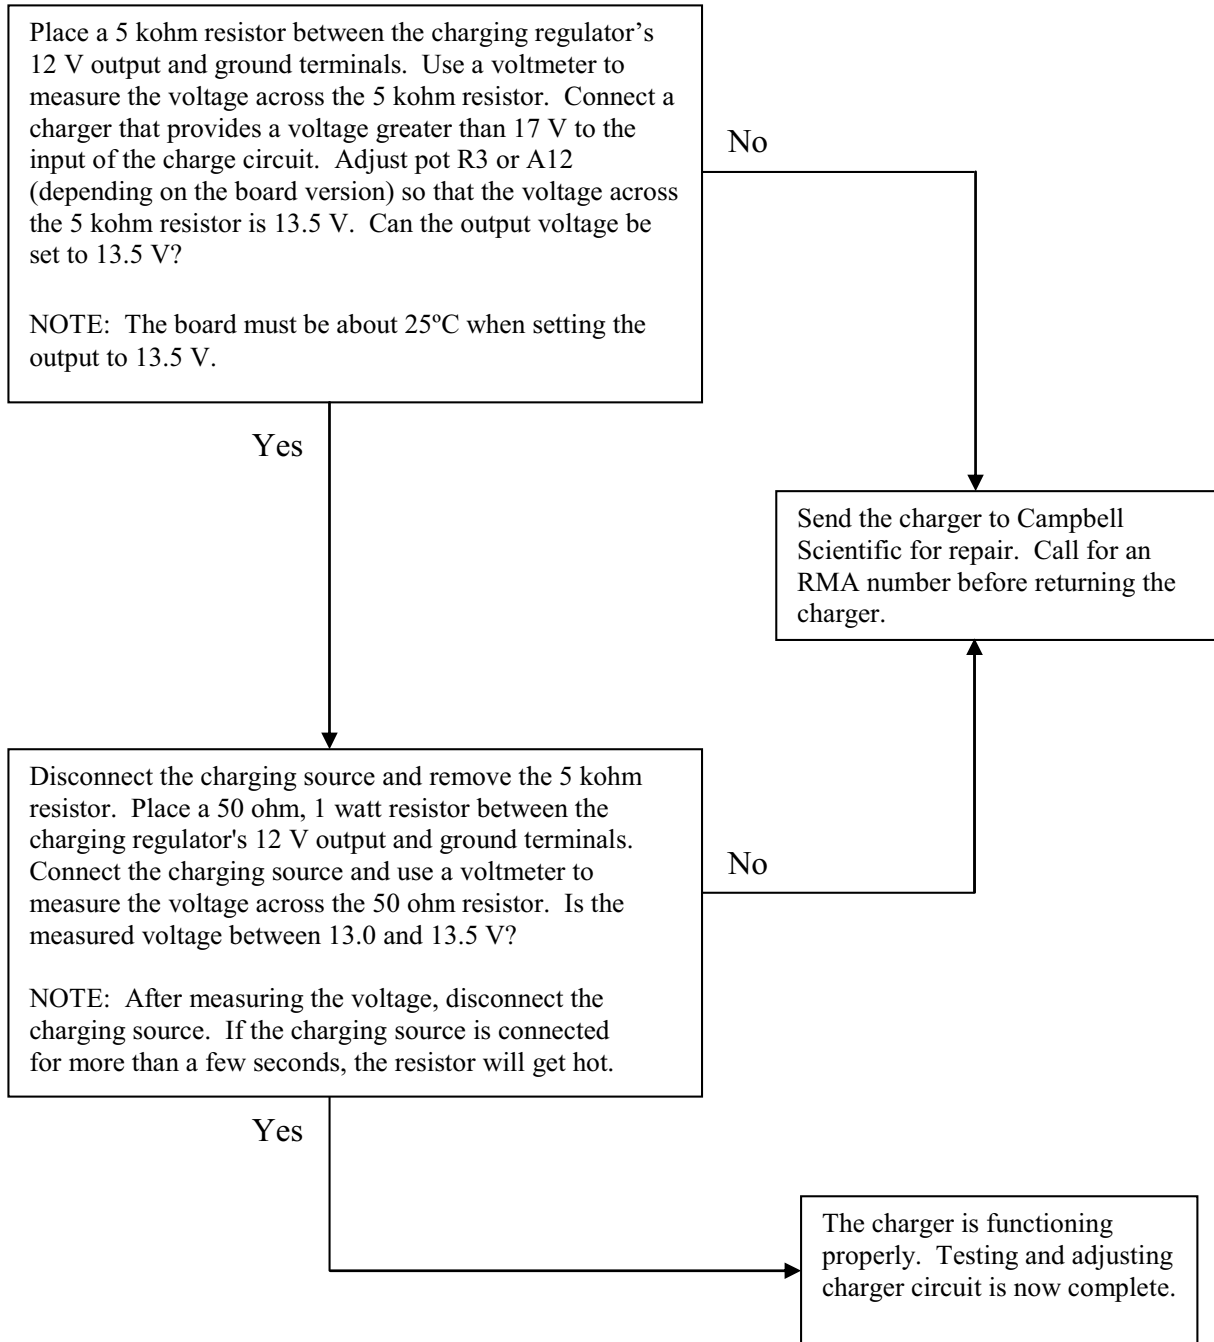 Place a 5 kohm resistor between the charging regulator’s
12 V output and ground terminals.  Use a voltmeter to
measure the voltage across the 5 kohm resistor.  Connect a
charger that provides a voltage greater than 17 V to the
input of the charge circuit.  Adjust pot R3 or A12
(depending on the board version) so that the voltage across
the 5 kohm resistor is 13.5 V.  Can the output voltage be
set to 13.5 V?
NOTE:  The board must be about 25ºC when setting the
output to 13.5 V.
No
Yes
Send the charger to Campbell
Scientific for repair.  Call for an
RMA number before returning the
charger.
Disconnect the charging source and remove the 5 kohm
resistor.  Place a 50 ohm, 1 watt resistor between the
charging regulator's 12 V output and ground terminals.
Connect the charging source and use a voltmeter to
measure the voltage across the 50 ohm resistor.  Is the
measured voltage between 13.0 and 13.5 V?
NOTE:  After measuring the voltage, disconnect the
charging source.  If the charging source is connected
for more than a few seconds, the resistor will get hot.
No
Yes
The charger is functioning
properly.  Testing and adjusting
charger circuit is now complete.